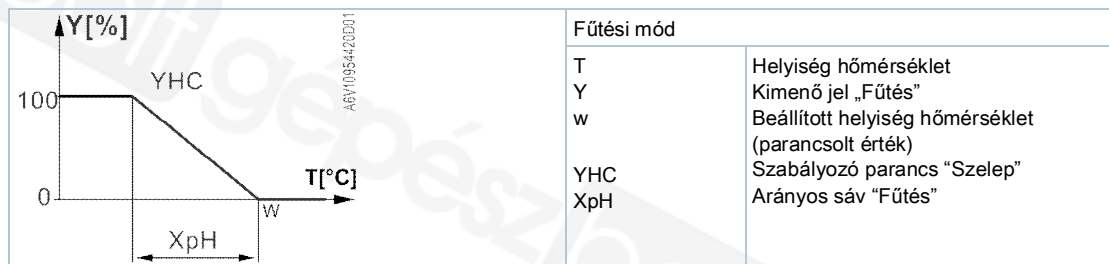 Y[%]
YHC
100
0
T[°C]
w
XpH
A6V10954420D01
Fűtési mód
T Helyiség hőmérséklet
Y Kimenő jel „Fűtés”
w Beállított helyiség hőmérséklet
(parancsolt érték)
YHC Szabályozó parancs “Szelep”
XpH Arányos sáv “Fűtés”